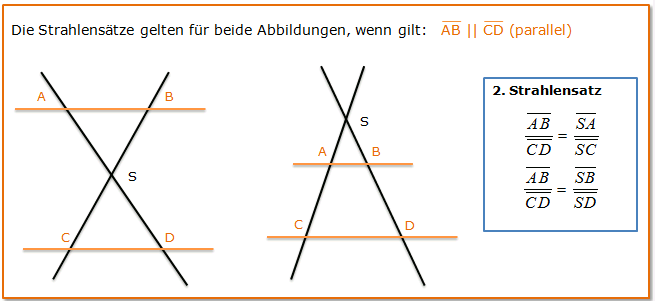 Die Strahlensätze gelten für beide Abbildungen, wenn gilt: AB || CD (parallel)
A
B
S
C
D
S
A
B
C
D
2. Strahlensatz
AB/CD = SA/SC
AB/CD = SB/SD